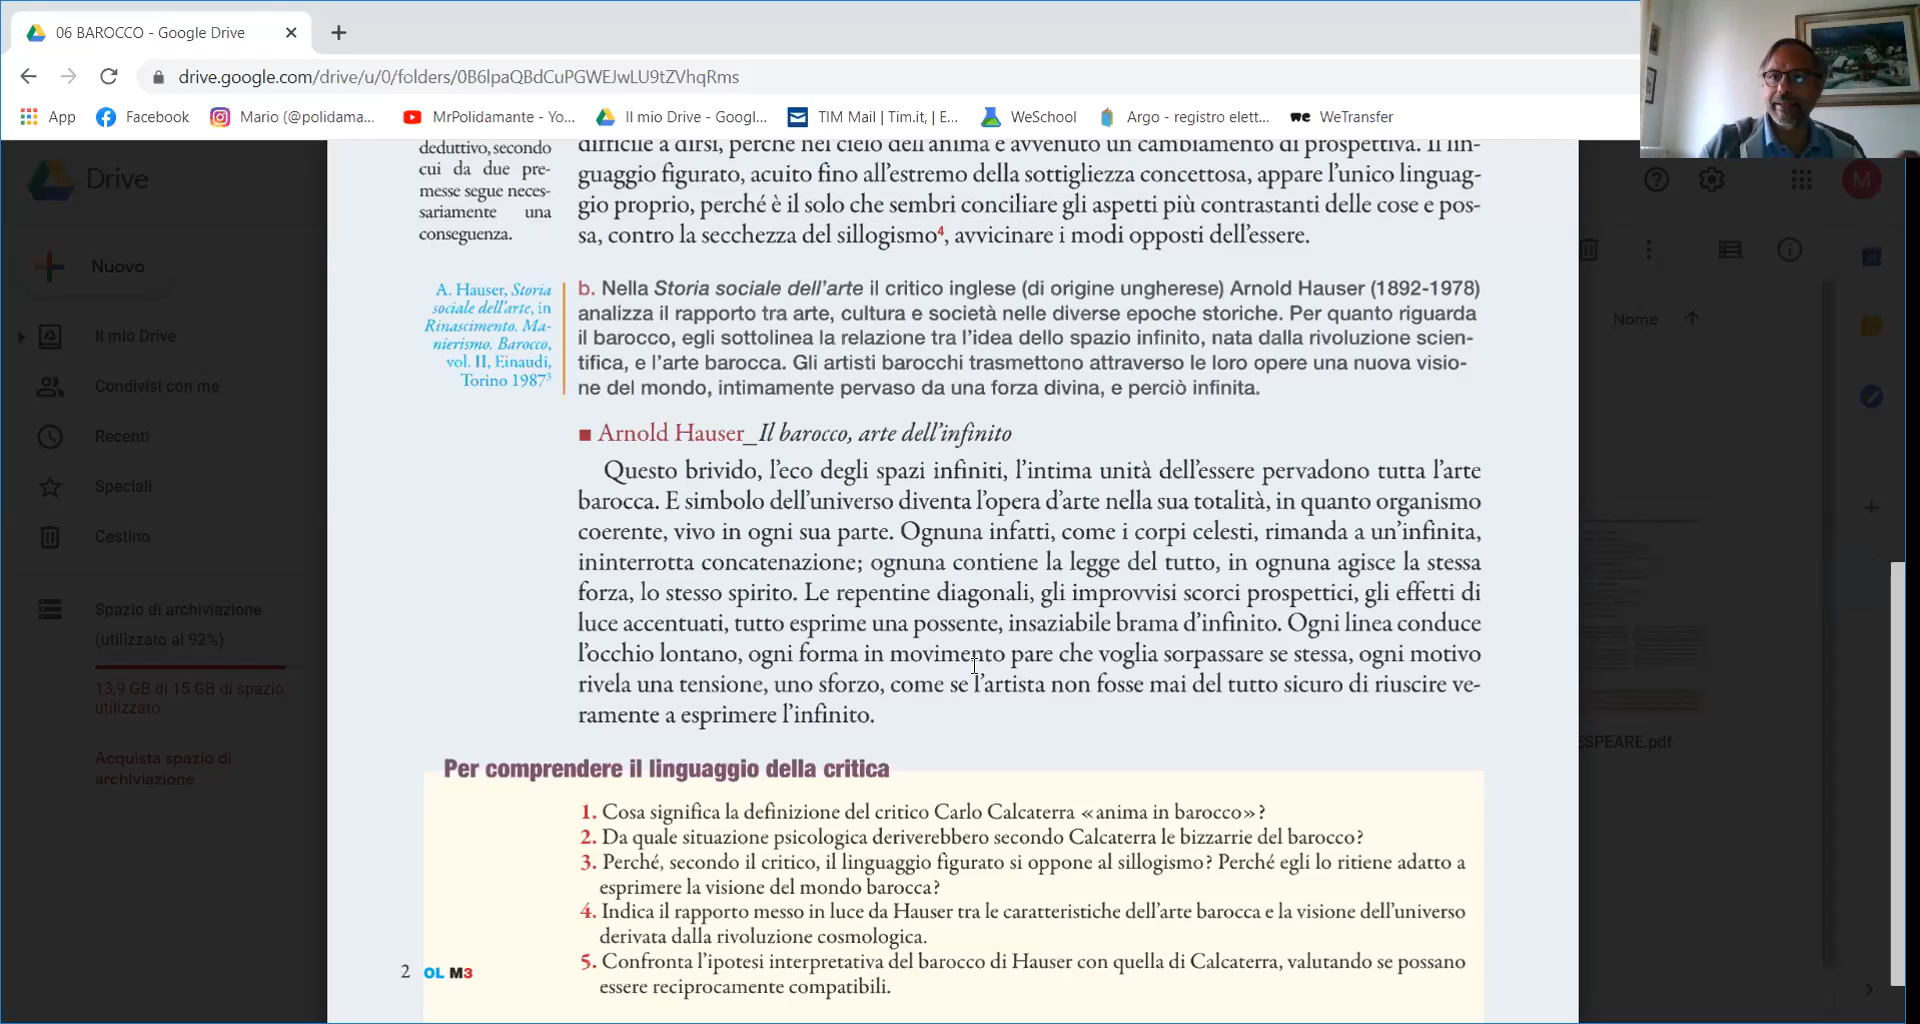 06 BAROCCO - Google Drive
drive.google.com/drive/u/0/folders/0B6lpaQBdCuPGWEJwLU9tZVhqRms
App Facebook Mario (@polidama... MrPolidamante - Yo... Il mio Drive - Googl... TIM Mail | Tim.it, | E... WeSchool Argo - registro elett... WeTransfer
Drive
M
Nuovo
Il mio Drive
Condivisi con me
Recenti
Speciali
Cestino
Spazio di archiviazione
(utilizzato al 92%)
13,9 GB di 15 GB di spazio
utilizzato
Acquista spazio di
archiviazione
Nome
ESPEARE.pdf
deduttivo, secondo
cui da due pre-
messe segue neces-
sariamente una
conseguenza.
difficile a dirsi, perché nel cielo dell'anima è avvenuto un cambiamento di prospettiva. Il lin-
guaggio figurato, acuito fino all'estremo della sottigliezza concettosa, appare l'unico linguag-
gio proprio, perché è il solo che sembri conciliare gli aspetti più contrastanti delle cose e pos-
sa, contro la secchezza del sillogismo4, avvicinare i modi opposti dell'essere.
A. Hauser, Storia
sociale dell'arte, in
Rinascimento. Ma-
nierismo. Barocco,
vol. II, Einaudi,
Torino 1987³
b. Nella Storia sociale dell'arte il critico inglese (di origine ungherese) Arnold Hauser (1892-1978)
analizza il rapporto tra arte, cultura e società nelle diverse epoche storiche. Per quanto riguarda
il barocco, egli sottolinea la relazione tra l'idea dello spazio infinito, nata dalla rivoluzione scien-
tifica, e l'arte barocca. Gli artisti barocchi trasmettono attraverso le loro opere una nuova visio-
ne del mondo, intimamente pervaso da una forza divina, e perciò infinita.
■ Arnold Hauser_Il barocco, arte dell'infinito
Questo brivido, l'eco degli spazi infiniti, l'intima unità dell'essere pervadono tutta l'arte
barocca. E simbolo dell'universo diventa l'opera d'arte nella sua totalità, in quanto organismo
coerente, vivo in ogni sua parte. Ognuna infatti, come i corpi celesti, rimanda a un'infinita,
ininterrotta concatenazione; ognuna contiene la legge del tutto, in ognuna agisce la stessa
forza, lo stesso spirito. Le repentine diagonali, gli improvvisi scorci prospettici, gli effetti di
luce accentuati, tutto esprime una possente, insaziabile brama d'infinito. Ogni linea conduce
l'occhio lontano, ogni forma in movimento pare che voglia sorpassare se stessa, ogni motivo
rivela una tensione, uno sforzo, come se l'artista non fosse mai del tutto sicuro di riuscire ve-
ramente a esprimere l'infinito.
Per comprendere il linguaggio della critica
1. Cosa significa la definizione del critico Carlo Calcaterra «anima in barocco»?
2. Da quale situazione psicologica deriverebbero secondo Calcaterra le bizzarrie del barocco?
3. Perché, secondo il critico, il linguaggio figurato si oppone al sillogismo? Perché egli lo ritiene adatto a
esprimere la visione del mondo barocca?
4. Indica il rapporto messo in luce da Hauser tra le caratteristiche dell'arte barocca e la visione dell'universo
derivata dalla rivoluzione cosmologica.
5. Confronta l'ipotesi interpretativa del barocco di Hauser con quella di Calcaterra, valutando se possano
essere reciprocamente compatibili.
2 OL M3